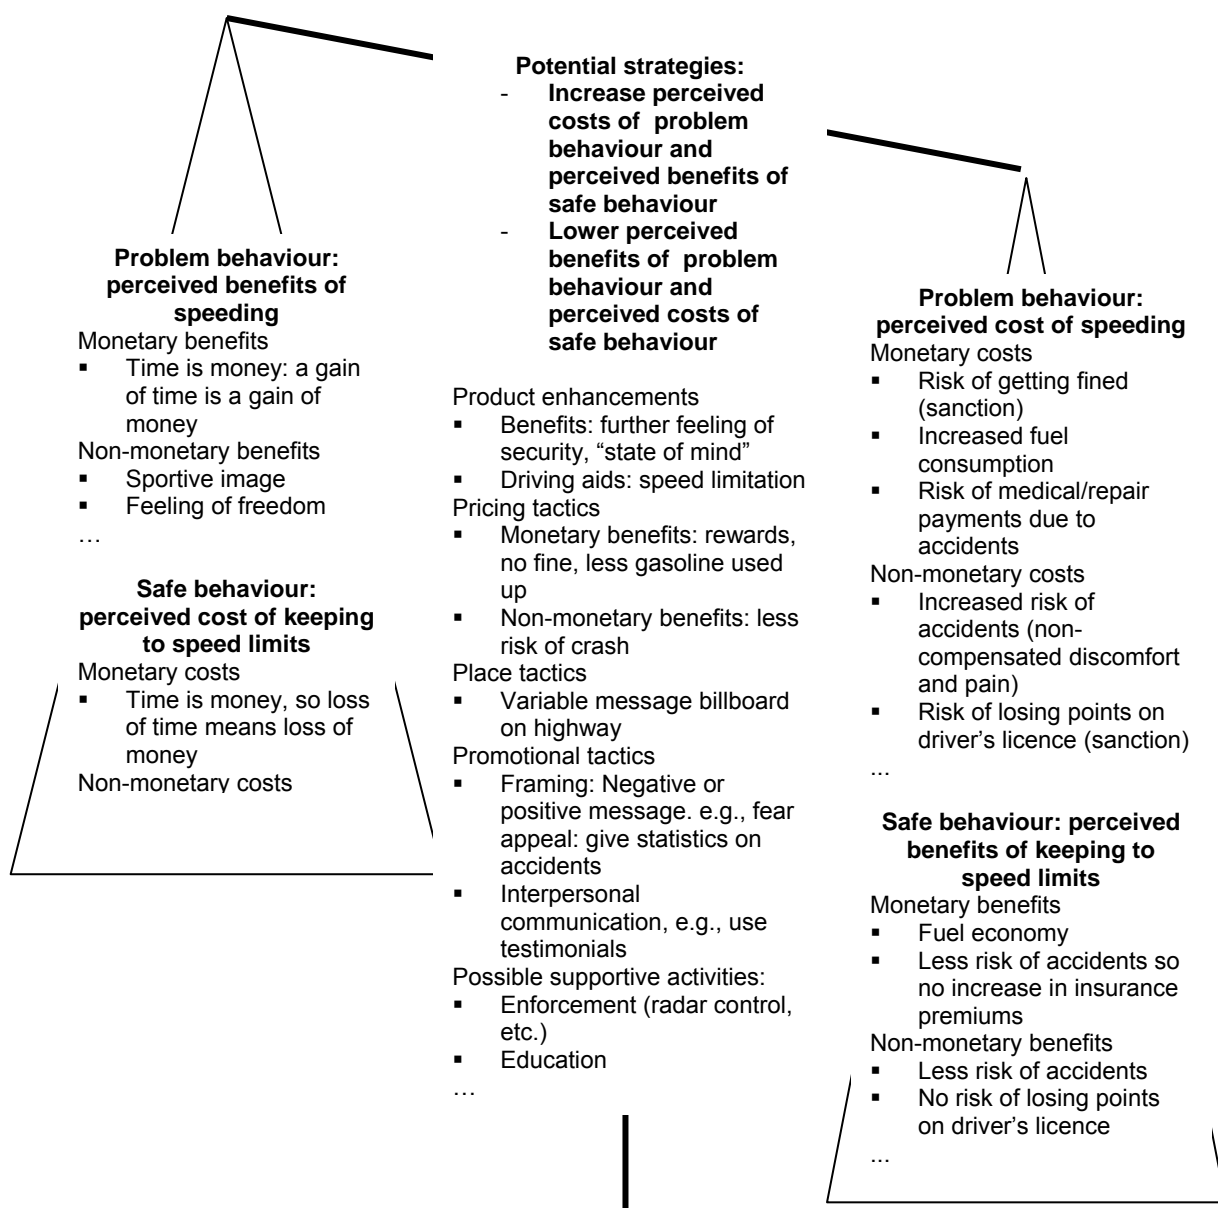 Potential strategies:
- Increase perceived
costs of problem
behaviour and
perceived benefits of
safe behaviour
- Lower perceived
benefits of problem
behaviour and
perceived costs of
safe behaviour
Product enhancements
▪ Benefits: further feeling of
security, “state of mind”
▪ Driving aids: speed limitation
Pricing tactics
▪ Monetary benefits: rewards,
no fine, less gasoline used
up
▪ Non-monetary benefits: less
risk of crash
Place tactics
▪ Variable message billboard
on highway
Promotional tactics
▪ Framing: Negative or
positive message. e.g., fear
appeal: give statistics on
accidents
▪ Interpersonal
communication, e.g., use
testimonials
Possible supportive activities:
▪ Enforcement (radar control,
etc.)
▪ Education
…
Problem behaviour:
perceived benefits of
speeding
Monetary benefits
▪ Time is money: a gain
of time is a gain of
money
Non-monetary benefits
▪ Sportive image
▪ Feeling of freedom
…
Safe behaviour:
perceived cost of keeping
to speed limits
Monetary costs
▪ Time is money, so loss
of time means loss of
money
Non-monetary costs
Problem behaviour:
perceived cost of speeding
Monetary costs
▪ Risk of getting fined
(sanction)
▪ Increased fuel
consumption
▪ Risk of medical/repair
payments due to
accidents
Non-monetary costs
▪ Increased risk of
accidents (non-
compensated discomfort
and pain)
▪ Risk of losing points on
driver’s licence (sanction)
...
Safe behaviour: perceived
benefits of keeping to
speed limits
Monetary benefits
▪ Fuel economy
▪ Less risk of accidents so
no increase in insurance
premiums
Non-monetary benefits
▪ Less risk of accidents
▪ No risk of losing points
on driver’s licence
...